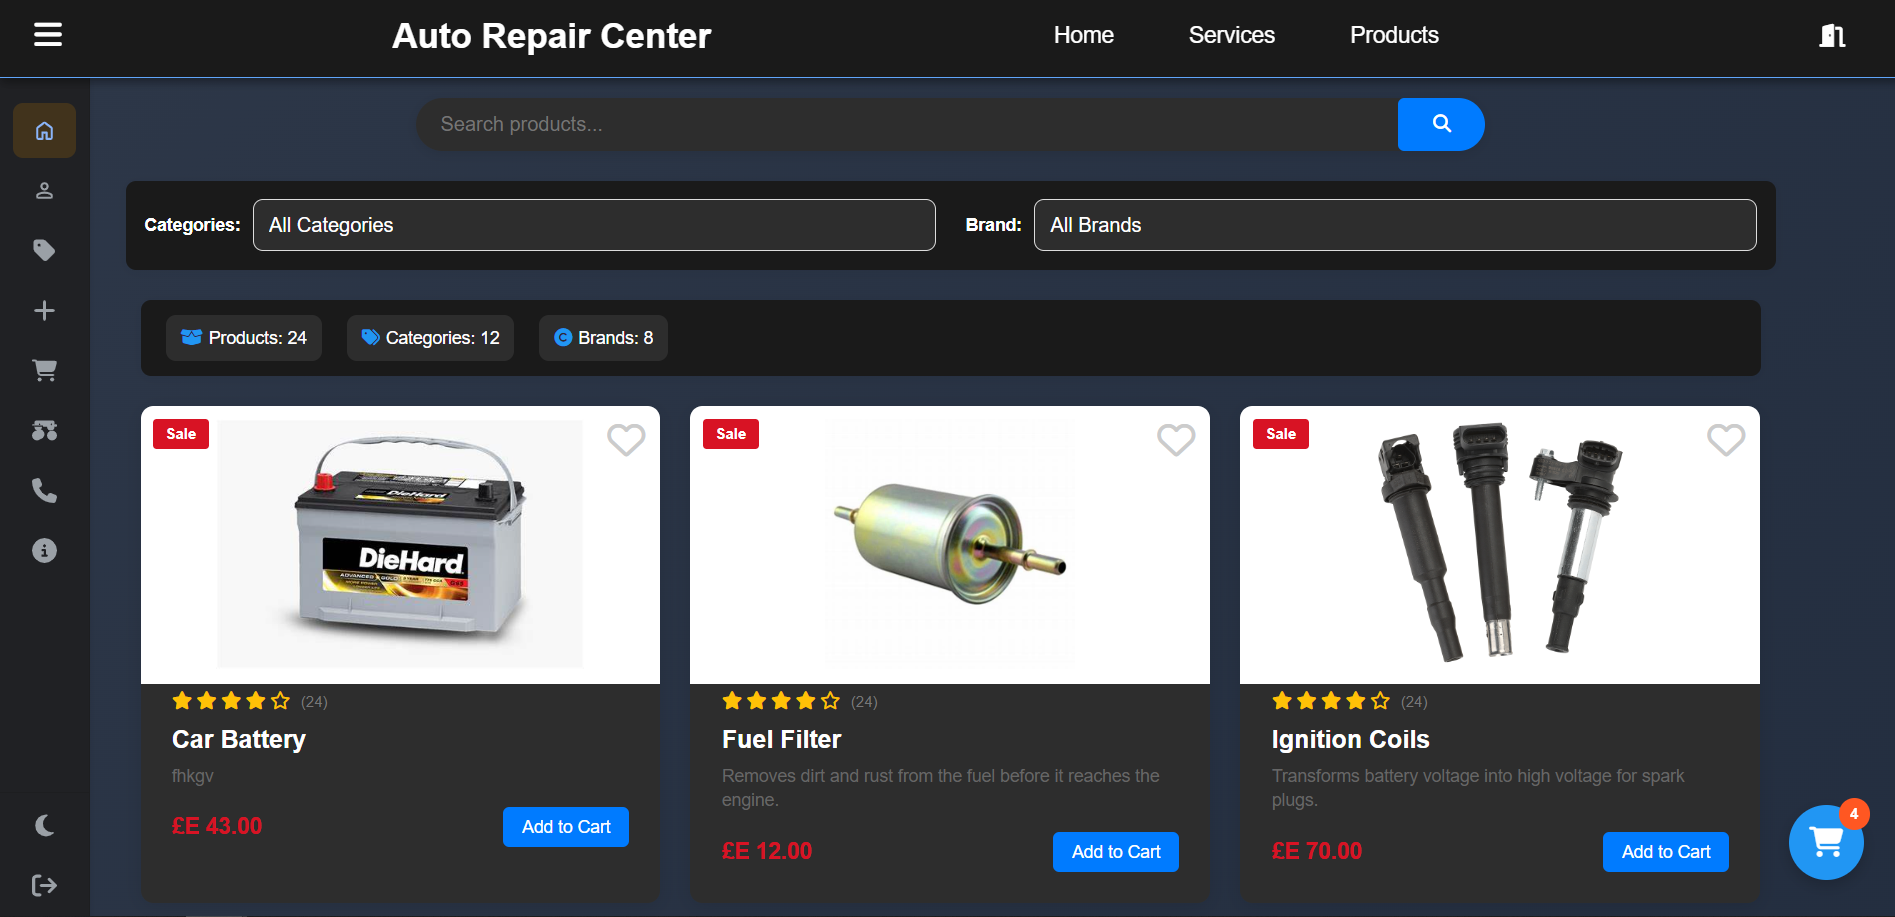 Auto Repair Center
Home
Services
Products
Search products...
Categories:
All Categories
Brand:
All Brands
Products: 24
Categories: 12
Brands: 8
Sale
DieHard
DieHard
ADVANCED GOLD
(24)
Car Battery
fhkgv
£E 43.00
Add to Cart
Sale
(24)
Fuel Filter
Removes dirt and rust from the fuel before it reaches the
engine.
£E 12.00
Add to Cart
Sale
(24)
Ignition Coils
Transforms battery voltage into high voltage for spark
plugs.
£E 70.00
Add to Cart
4